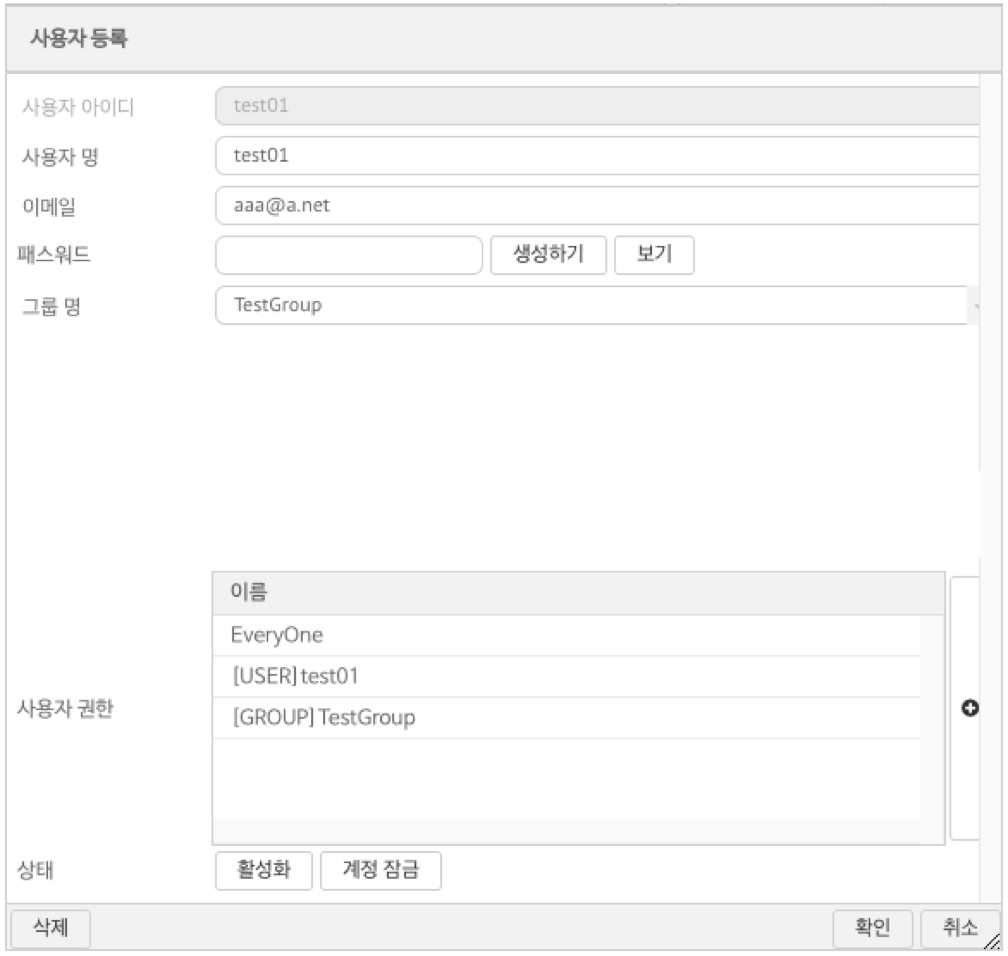 사용자 등록
사용자 아이디 test01
사용자 명 test01
이메일 aaa@a.net
패스워드 생성하기 보기
그룹 명 TestGroup
이름
EveryOne
[USER] test01
사용자 권한
[GROUP] TestGroup
상태 활성화 계정 잠금
삭제 확인 취소